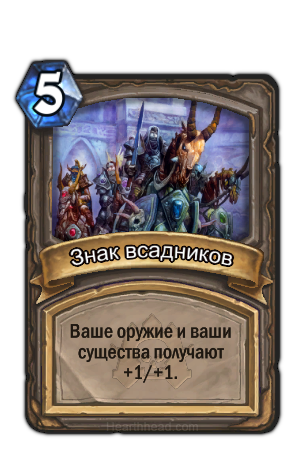 5
Знак всадников
Ваше оружие и ваши
существа получают
+1/+1.
Hearthhead.com